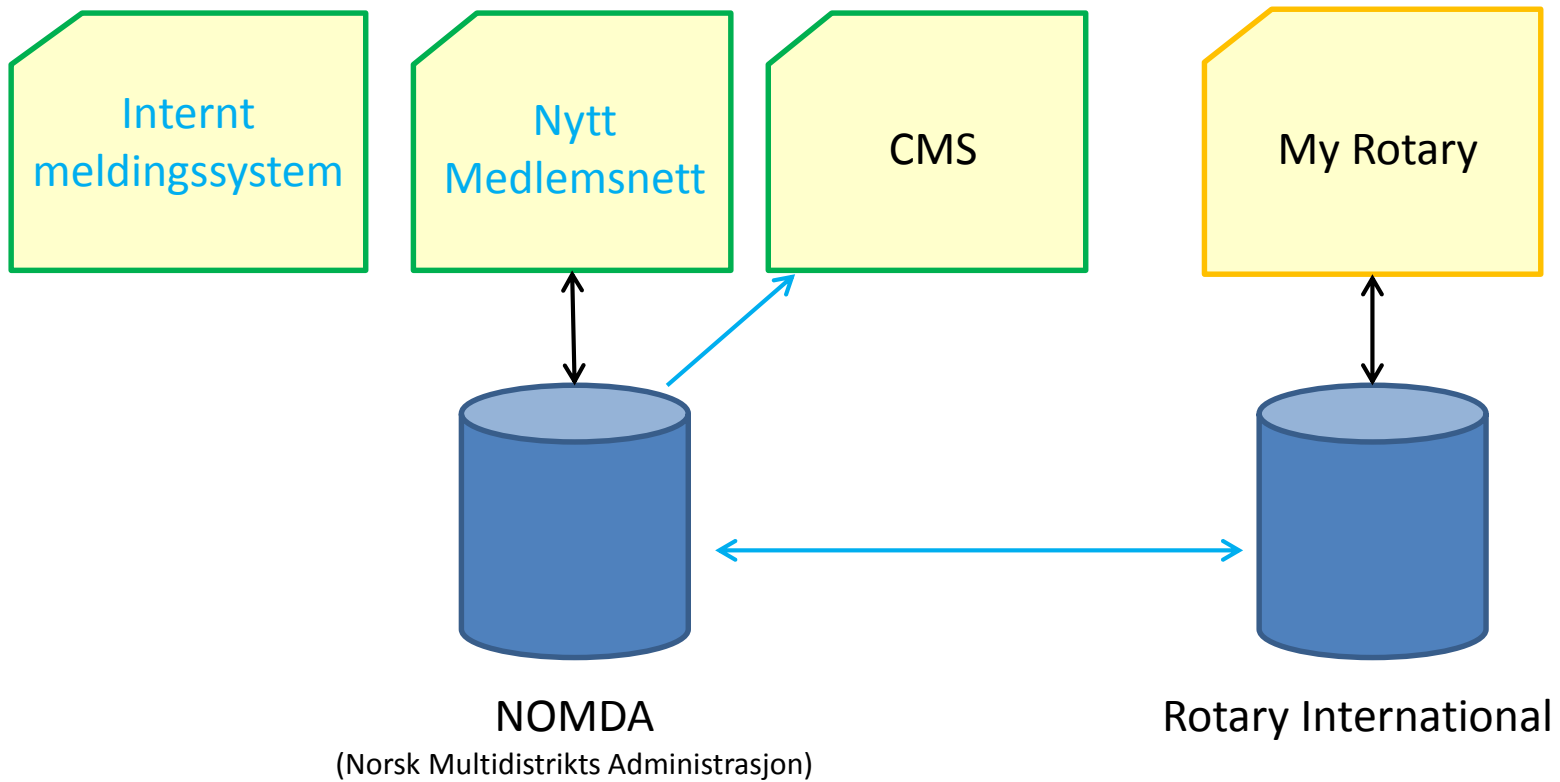 Internt
meldingssystem
Nytt
Medlemsnett
CMS
My Rotary
NOMDA
(Norsk Multidistrikts Administrasjon)
Rotary International